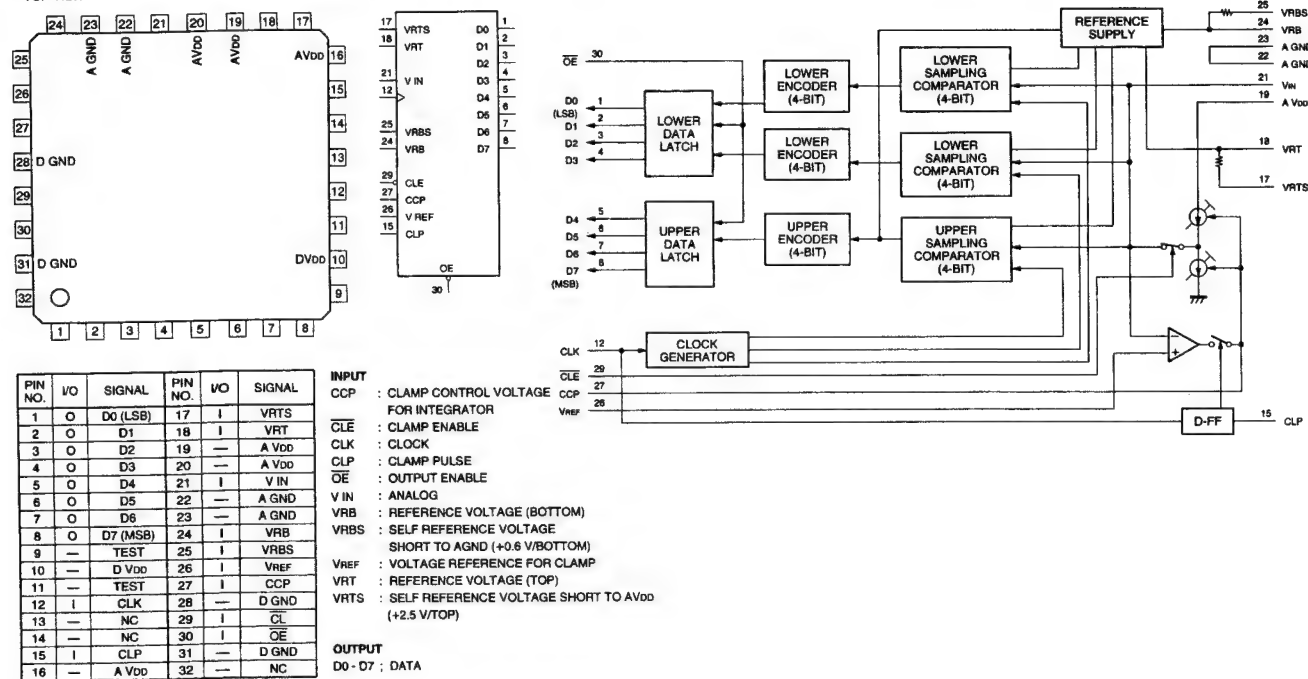 24 23 22 21 20 19 18 17
A GND A GND AVDD AVDD
25 AVDD 16
26 15
27 14
28 D GND 13
29 12
30 11
31 D GND DVDD 10
32 9
1 2 3 4 5 6 7 8
17 VRTS D0 1
18 VRT D1 2
D2 3
21 V IN D3 4
12 D4 5
D5 6
25 VRBS D6 7
24 VRB D7 8
29 CLE
27 CCP
26 V REF
15 CLP
OE
30
OE 30
D0 1
(LSB)
D1 2
D2 3
D3 4
LOWER
DATA
LATCH
LOWER
ENCODER
(4-BIT)
LOWER
SAMPLING
COMPARATOR
(4-BIT)
REFERENCE
SUPPLY
LOWER
ENCODER
(4-BIT)
LOWER
SAMPLING
COMPARATOR
(4-BIT)
D4 5
D5 6
D6 7
D7 8
(MSB)
UPPER
DATA
LATCH
UPPER
ENCODER
(4-BIT)
UPPER
SAMPLING
COMPARATOR
(4-BIT)
25 VRBS
24 VRB
23 A GND
22 A GND
21 VIN
19 A VDD
18 VRT
17 VRTS
CLK 12
CLOCK
GENERATOR
CLE 29
CCP 27
VREF 26
− +
D-FF
15 CLP
PIN NO. I/O SIGNAL PIN NO. I/O SIGNAL
1 O D0 (LSB) 17 I VRTS
2 O D1 18 I VRT
3 O D2 19 — A VDD
4 O D3 20 — A VDD
5 O D4 21 I V IN
6 O D5 22 — A GND
7 O D6 23 — A GND
8 O D7 (MSB) 24 I VRB
9 — TEST 25 I VRBS
10 — D VDD 26 I VREF
11 — TEST 27 I CCP
12 I CLK 28 — D GND
13 — NC 29 I CL
14 — NC 30 I OE
15 I CLP 31 — D GND
16 — A VDD 32 — NC
INPUT
CCP : CLAMP CONTROL VOLTAGE
FOR INTEGRATOR
CLE : CLAMP ENABLE
CLK : CLOCK
CLP : CLAMP PULSE
OE : OUTPUT ENABLE
V IN : ANALOG
VRB : REFERENCE VOLTAGE (BOTTOM)
VRBS : SELF REFERENCE VOLTAGE
SHORT TO AGND (+0.6 V/BOTTOM)
VREF : VOLTAGE REFERENCE FOR CLAMP
VRT : REFERENCE VOLTAGE (TOP)
VRTS : SELF REFERENCE VOLTAGE SHORT TO AVDD
(+2.5 V/TOP)
OUTPUT
D0 - D7 ; DATA